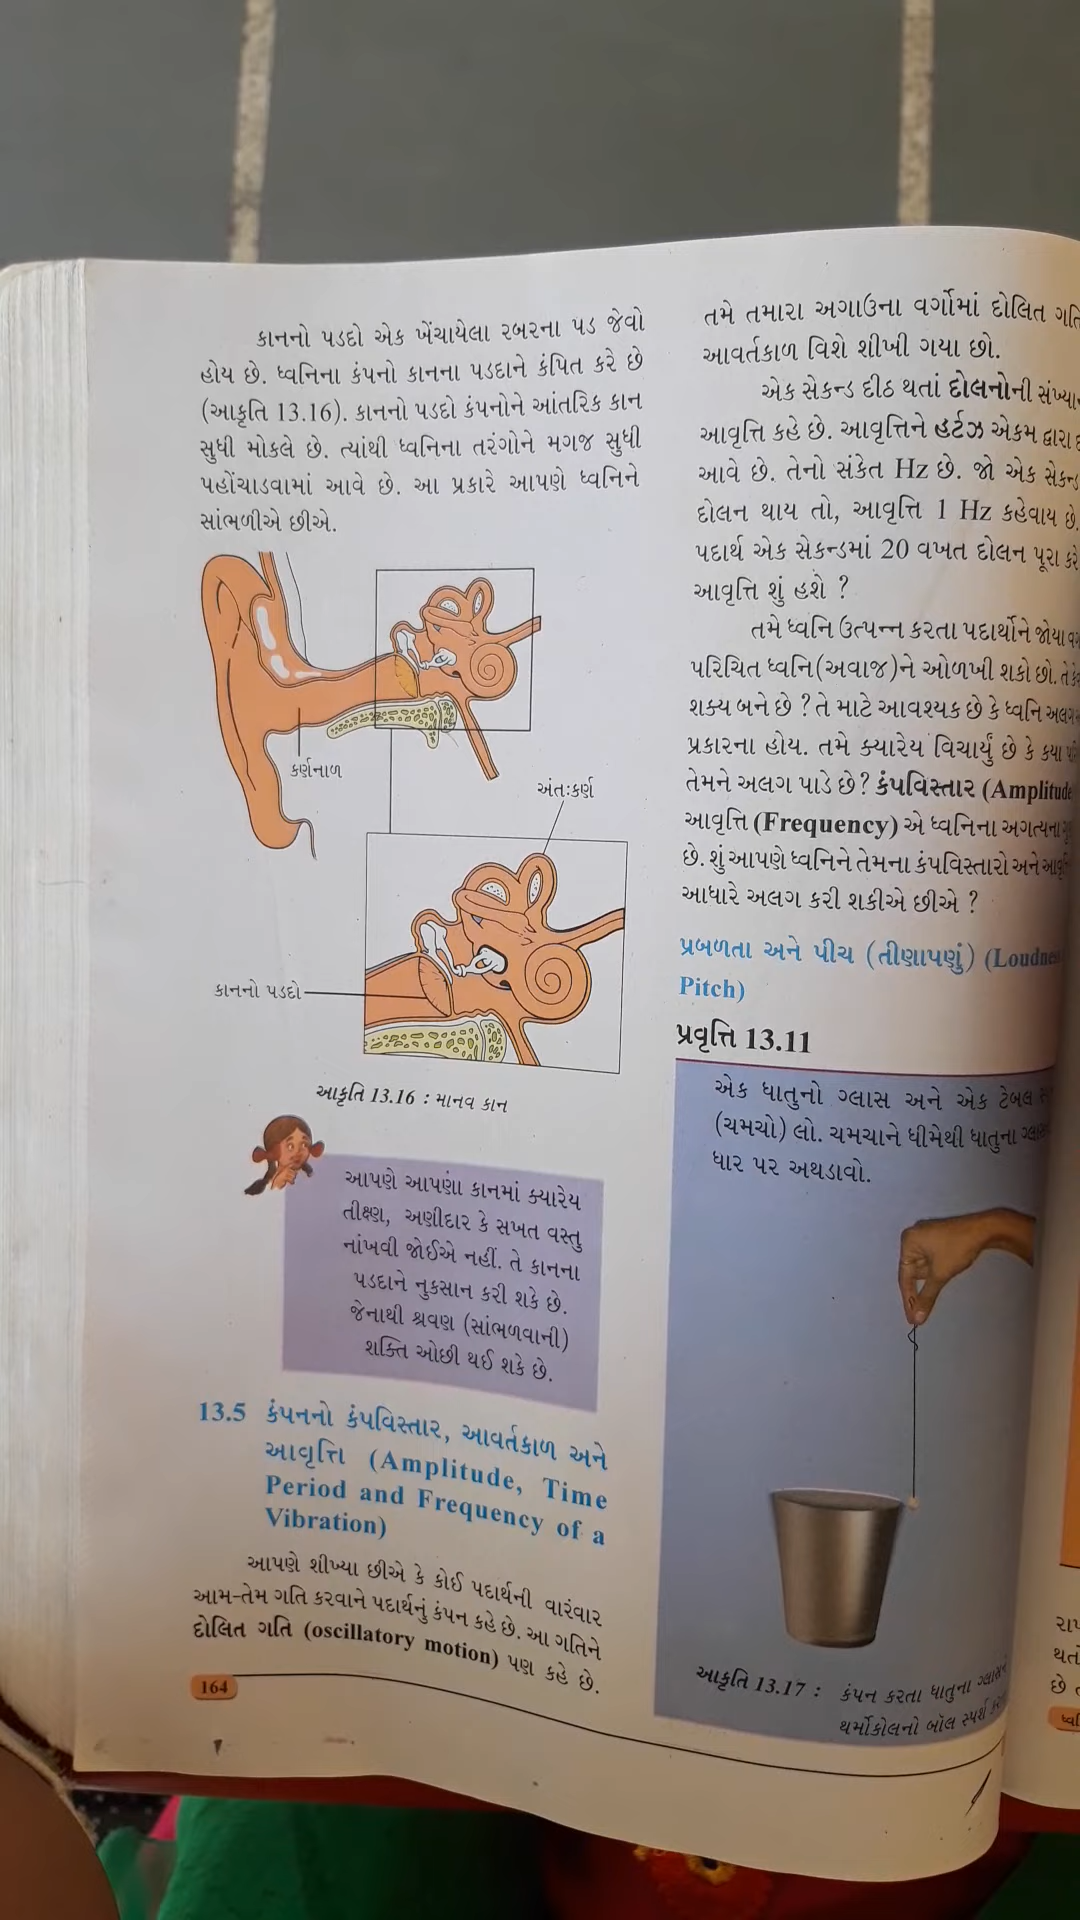 કાનનો પડદો એક ખેંચાયેલા રબરના પડ જેવો
હોય છે. ધ્વનિના કંપનો કાનના પડદાને કંપિત કરે છે
(આકૃતિ 13.16). કાનનો પડદો કંપનોને આંતરિક કાન
સુધી મોકલે છે. ત્યાંથી ધ્વનિના તરંગોને મગજ સુધી
પહોંચાડવામાં આવે છે. આ પ્રકારે આપણે ધ્વનિને
સાંભળીએ છીએ.
કર્ણનાળ
અંતઃકર્ણ
કાનનો પડદો
આકૃતિ 13.16 : માનવ કાન
આપણે આપણા કાનમાં ક્યારેય
તીક્ષ્ણ, અણીદાર કે સખત વસ્તુ
નાંખવી જોઈએ નહીં. તે કાનના
પડદાને નુકસાન કરી શકે છે.
જેનાથી શ્રવણ (સાંભળવાની)
શક્તિ ઓછી થઈ શકે છે.
13.5 કંપનનો કંપવિસ્તાર, આવર્તકાળ અને
આવૃત્તિ (Amplitude, Time
Period and Frequency of a
Vibration)
આપણે શીખ્યા છીએ કે કોઈ પદાર્થની વારંવાર
આમ-તેમ ગતિ કરવાને પદાર્થનું કંપન કહે છે. આ ગતિને
દોલિત ગતિ (oscillatory motion) પણ કહે છે.
164
તમે તમારા અગાઉના વર્ગોમાં દોલિત
આવર્તકાળ વિશે શીખી ગયા છો.
એક સેકન્ડ દીઠ થતાં દોલનોની
આવૃત્તિ કહે છે. આવૃત્તિને હર્ટઝ એકમ દ્વારા
આવે છે. તેનો સંકેત Hz છે. જો એક સેકન્ડ
દોલન થાય તો, આવૃત્તિ 1 Hz કહેવાય છે.
પદાર્થ એક સેકન્ડમાં 20 વખત દોલન પૂરા
આવૃત્તિ શું હશે ?
તમે ધ્વનિ ઉત્પન્ન કરતા પદાર્થોને જોયા
પરિચિત ધ્વનિ(અવાજ)ને ઓળખી શકો છો.
શક્ય બને છે ? તે માટે આવશ્યક છે કે ધ્વનિ
પ્રકારના હોય. તમે ક્યારેય વિચાર્યું છે કે કયા
તેમને અલગ પાડે છે? કંપવિસ્તાર (Amplitude
આવૃત્તિ (Frequency) એ ધ્વનિના અગત્યના
છે. શું આપણે ધ્વનિને તેમના કંપવિસ્તારો અને
આધારે અલગ કરી શકીએ છીએ ?
પ્રબળતા અને પીચ (તીણાપણું)
Pitch)
પ્રવૃત્તિ 13.11
એક ધાતુનો ગ્લાસ અને એક ટેબલ
(ચમચો) લો. ચમચાને ધીમેથી ધાતુના
ધાર પર અથડાવો.
આકૃતિ 13.17 : કંપન કરતા ધાતુના
થર્મોકોલનો બૉલ સ્પર્શ